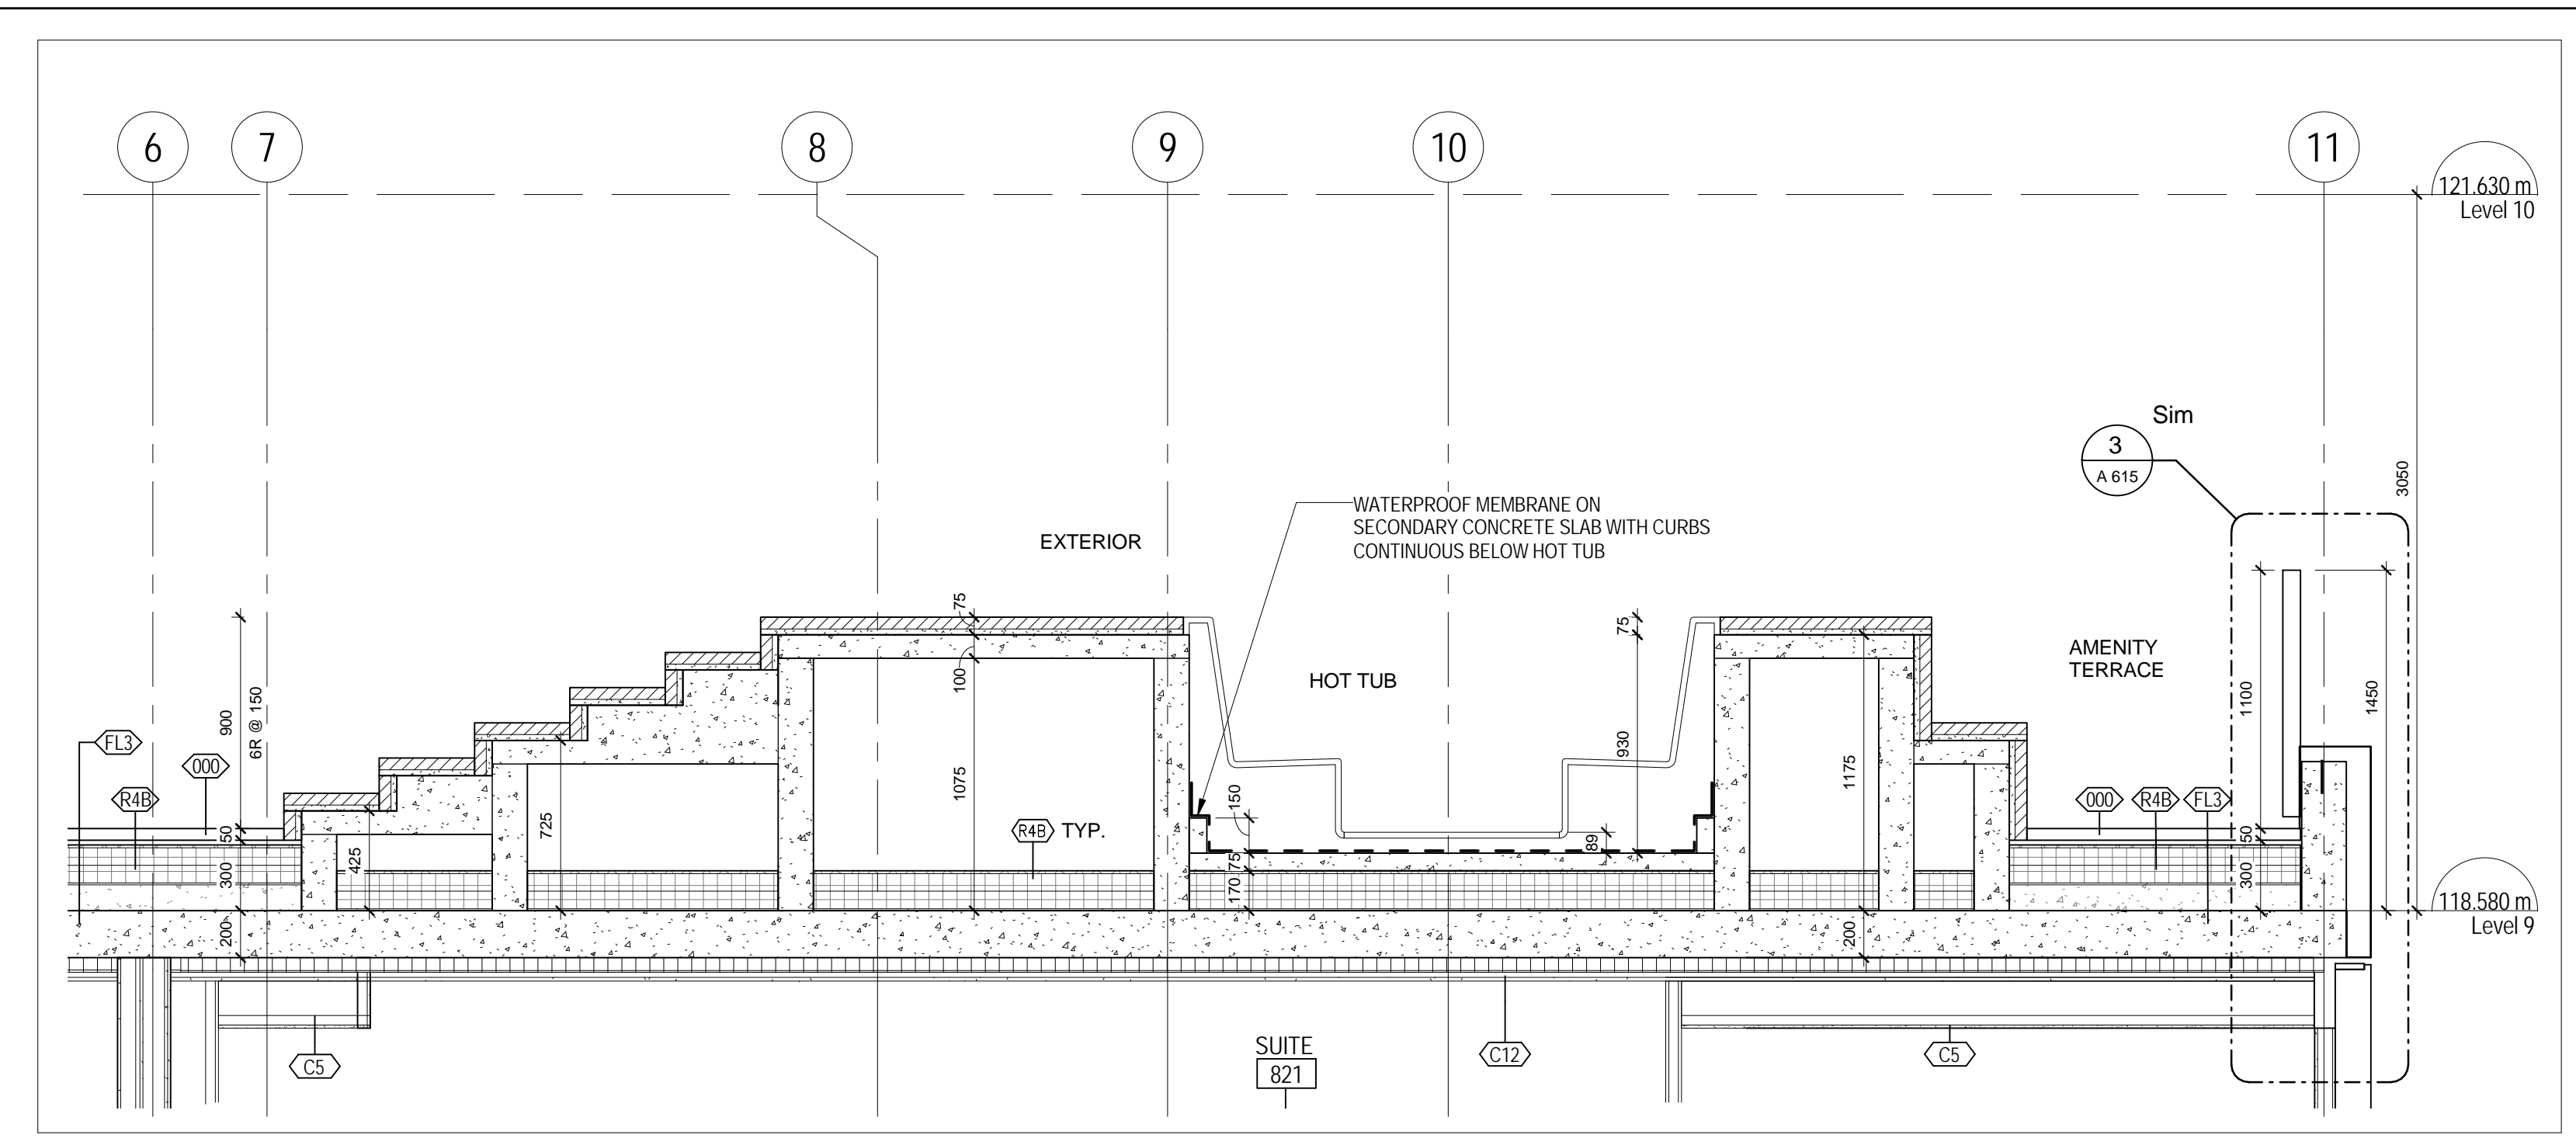 6
7
8
9
10
11
121.630 m
Level 10
Sim
3
A 615
3050
WATERPROOF MEMBRANE ON
SECONDARY CONCRETE SLAB WITH CURBS
CONTINUOUS BELOW HOT TUB
EXTERIOR
75
100
1075
HOT TUB
75
930
AMENITY
TERRACE
1100
1450
900
6R @ 150
FL3
000
R4B
50
300
200
425
725
R4B TYP.
150
75
170
89
1175
200
000
R4B
FL3
50
300
118.580 m
Level 9
C5
SUITE
821
C12
C5